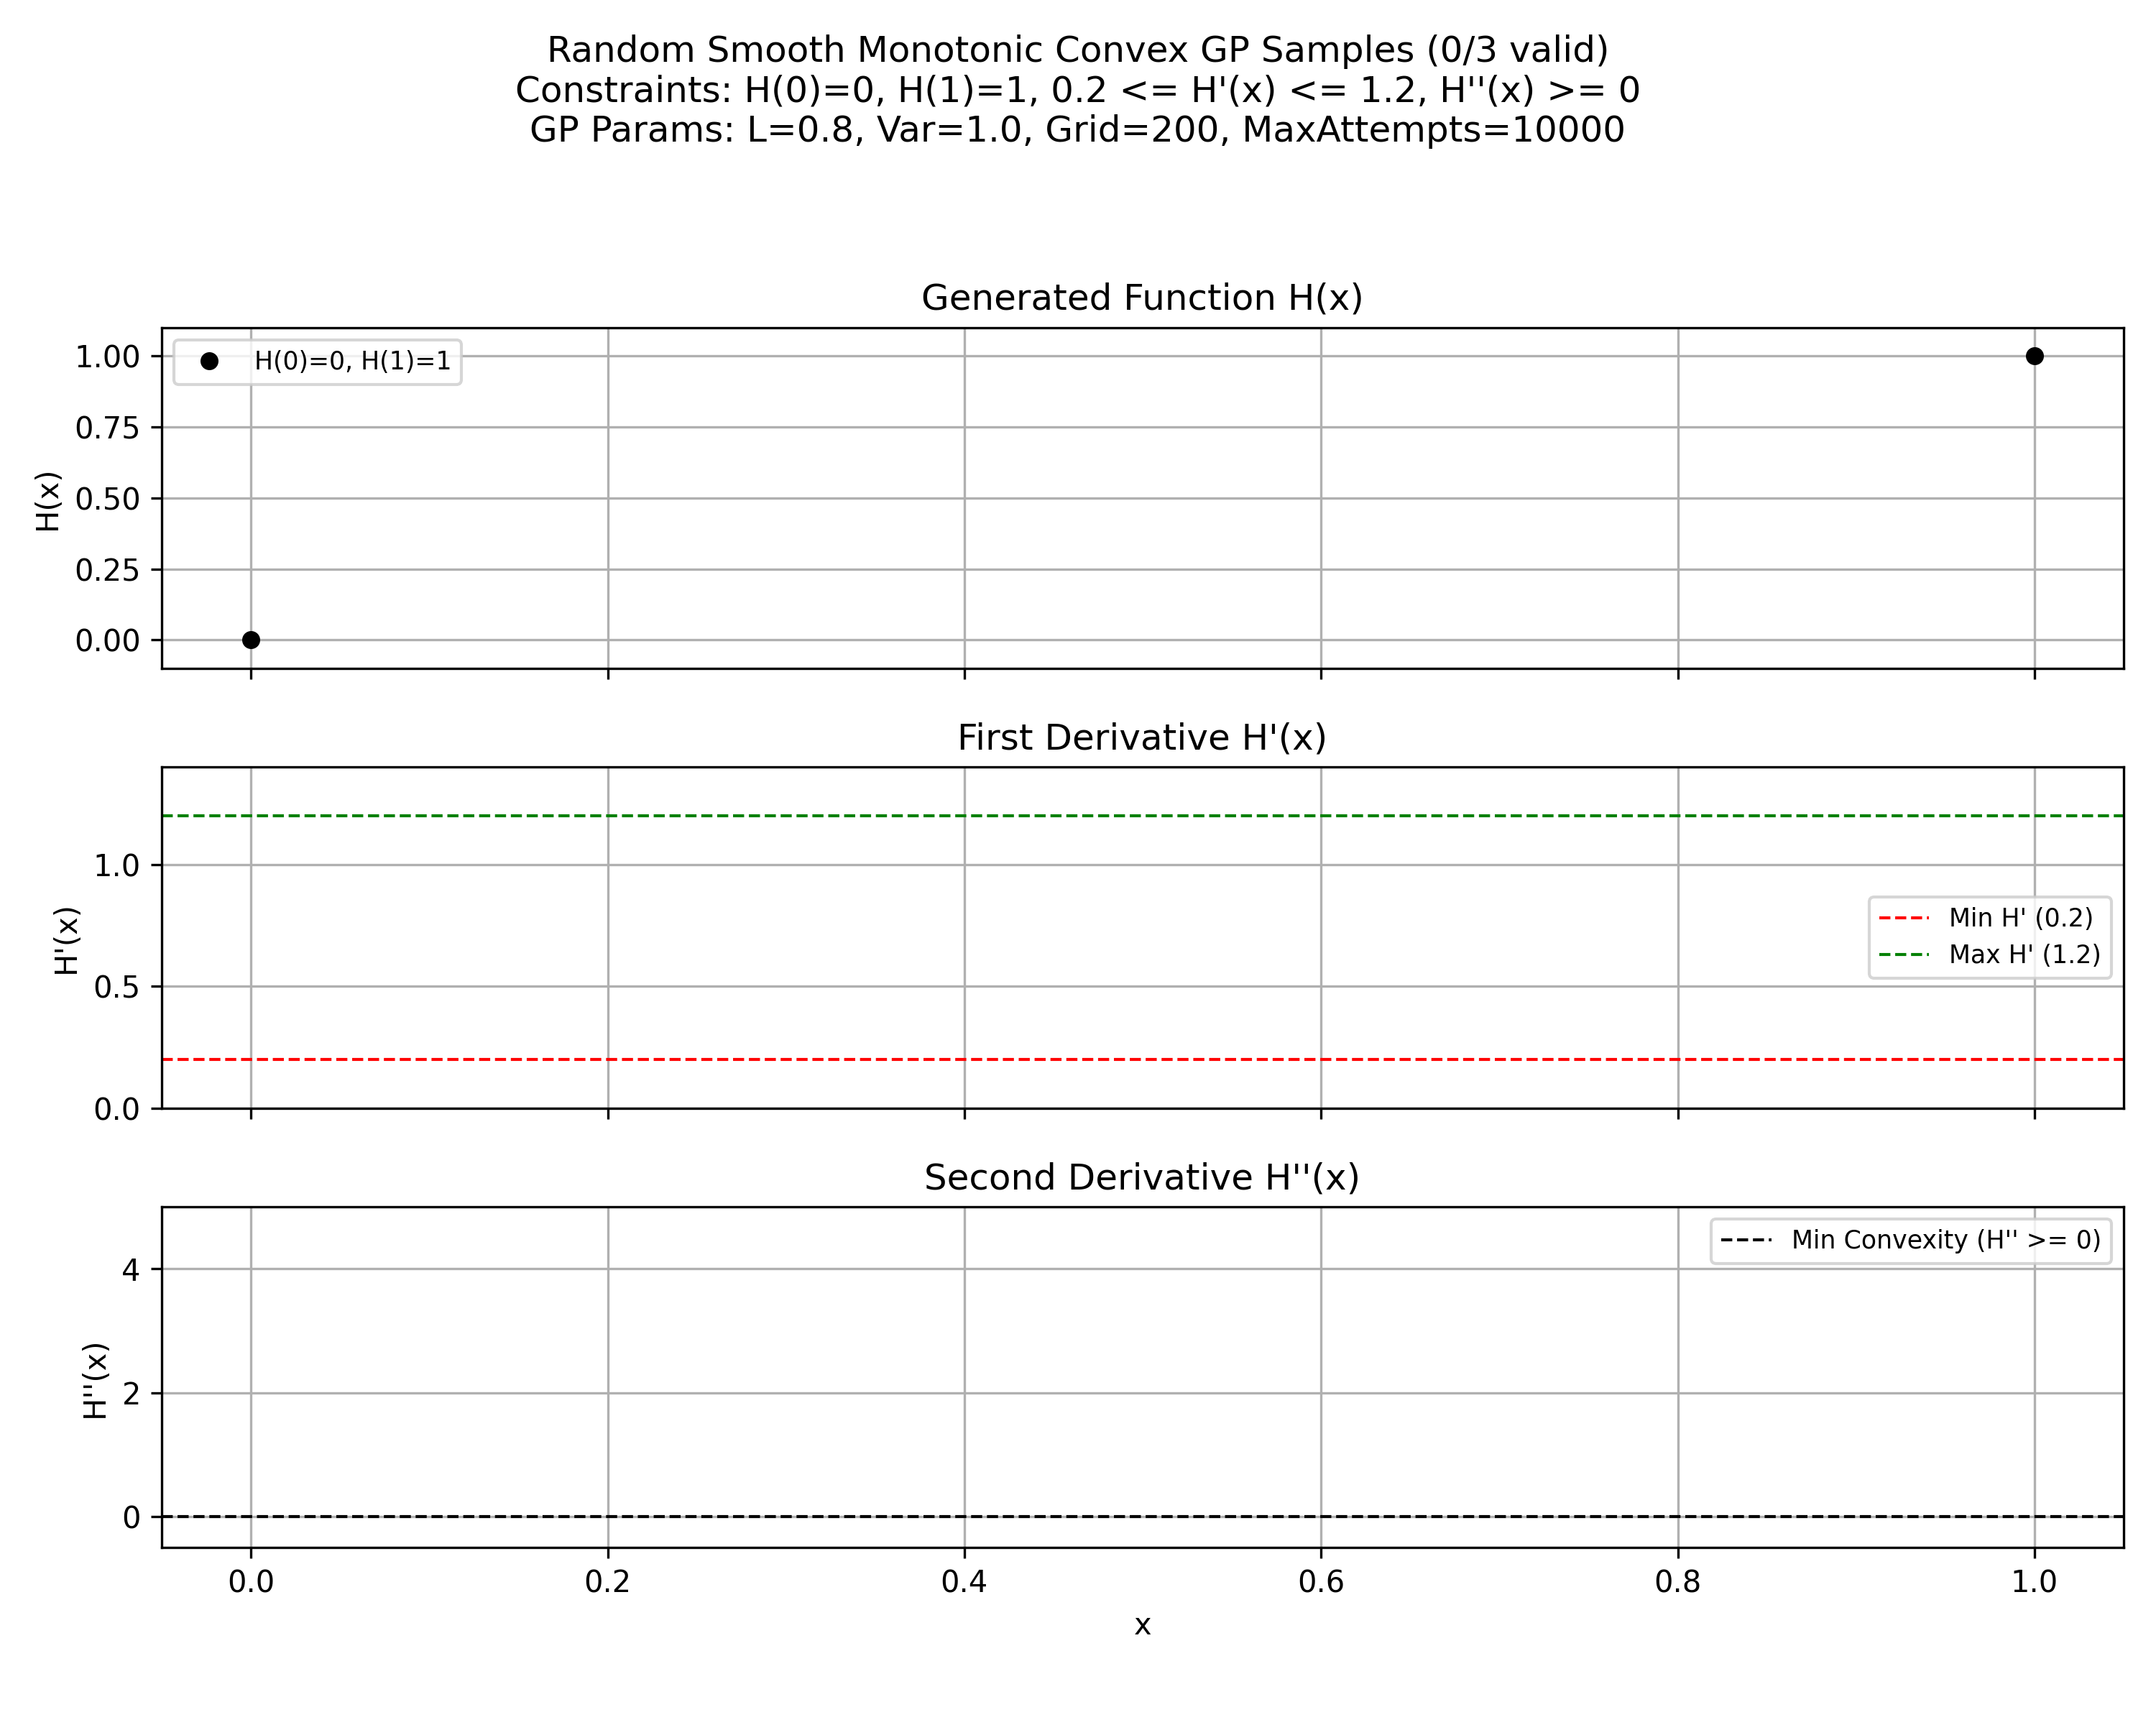 Random Smooth Monotonic Convex GP Samples (0/3 valid)
Constraints: H(0)=0, H(1)=1, 0.2 <= H'(x) <= 1.2, H''(x) >= 0
GP Params: L=0.8, Var=1.0, Grid=200, MaxAttempts=10000
Generated Function H(x)
H(x)
1.00
0.75
0.50
0.25
0.00
H(0)=0, H(1)=1
First Derivative H'(x)
H'(x)
1.0
0.5
0.0
Min H' (0.2)
Max H' (1.2)
Second Derivative H''(x)
H''(x)
4
2
0
Min Convexity (H'' >= 0)
0.0 0.2 0.4 0.6 0.8 1.0
x